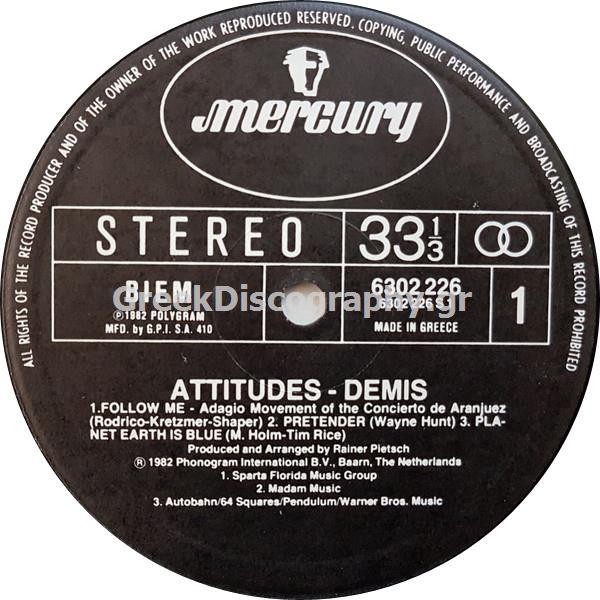 ALL RIGHTS OF THE RECORD PRODUCER AND OF THE OWNER OF THE WORK REPRODUCED RESERVED. COPYING, PUBLIC PERFORMANCE AND BROADCASTING OF THIS RECORD PROHIBITED
mercury
STEREO 33 1/3
BIEM 6302 226
GreekDiscography.gr
6302 226 S.1 1
℗1982 POLYGRAM
MFD. by G.P.I. S.A. 410 MADE IN GREECE
ATTITUDES - DEMIS
1.FOLLOW ME - Adagio Movement of the Concierto de Aranjuez
(Rodrico-Kretzmer-Shaper) 2. PRETENDER (Wayne Hunt) 3. PLA-
NET EARTH IS BLUE (M. Holm-Tim Rice)
Produced and Arranged by Rainer Pietsch
® 1982 Phonogram International B.V., Baarn, The Netherlands
1. Sparta Florida Music Group
2. Madam Music
3. Autobahn/64 Squares/Pendulum/Warner Bros. Music